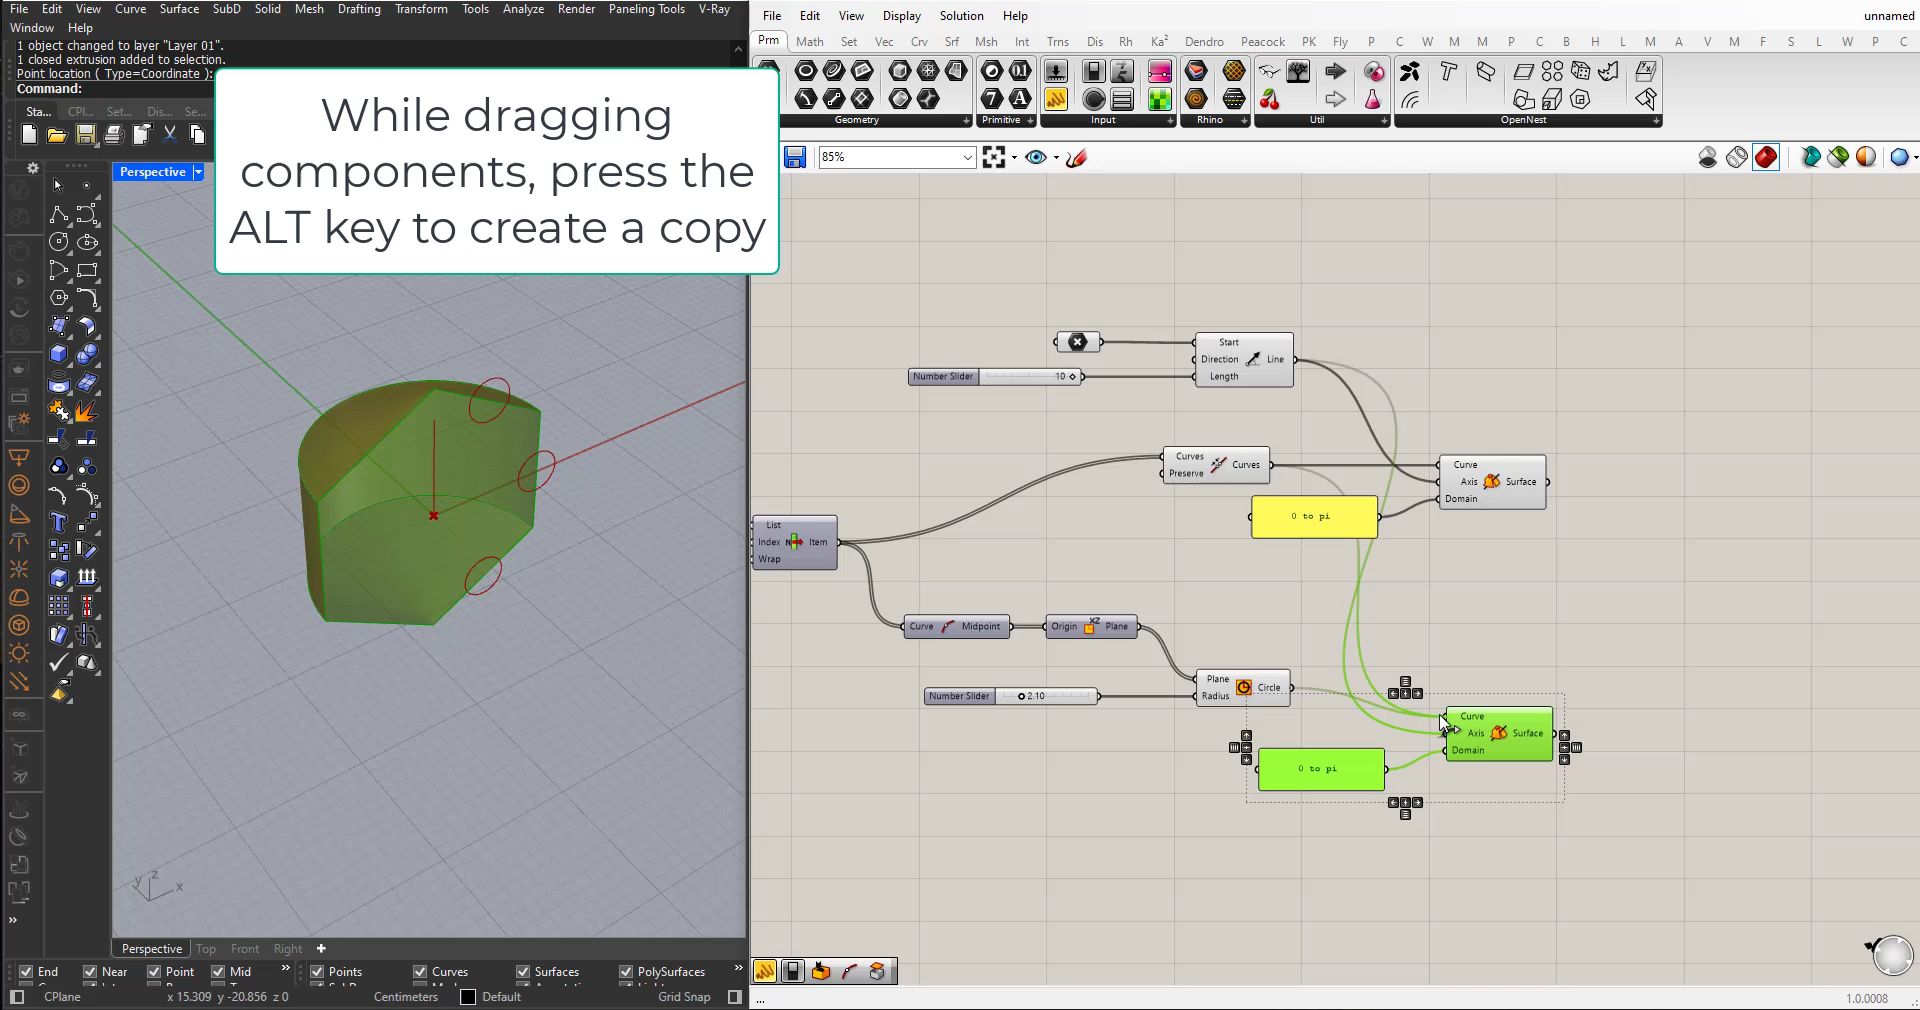 File Edit View Curve Surface SubD Solid Mesh Drafting Transform Tools Analyze Render Paneling Tools V-Ray
Window Help
1 object changed to layer "Layer 01".
1 closed extrusion added to selection.
Point location ( Type=Coordinate ):
Command:
Sta... CPl... Set... Dis... Se...
While dragging
components, press the
ALT key to create a copy
Perspective
y z x
Perspective Top Front Right
End Near Point Mid Points Curves Surfaces PolySurfaces
CPlane x 15.309 y -20.856 z 0 Centimeters Default Grid Snap
File Edit View Display Solution Help unnamed
Prm Math Set Vec Crv Srf Msh Int Trns Dis Rh Ka² Dendro Peacock PK Fly P C W M M P C B H L M A V M F S L W P C
Geometry Primitive Input Rhino Util OpenNest
85%
Start
Direction Line
Length
Number Slider 10
Curves
Preserve Curves
Curve
Axis Surface
Domain
0 to pi
List
Index Item
Wrap
Curve Midpoint
Origin XZ Plane
Plane
Radius Circle
Number Slider 2.10
Curve
Axis Surface
Domain
0 to pi
...
1.0.0008